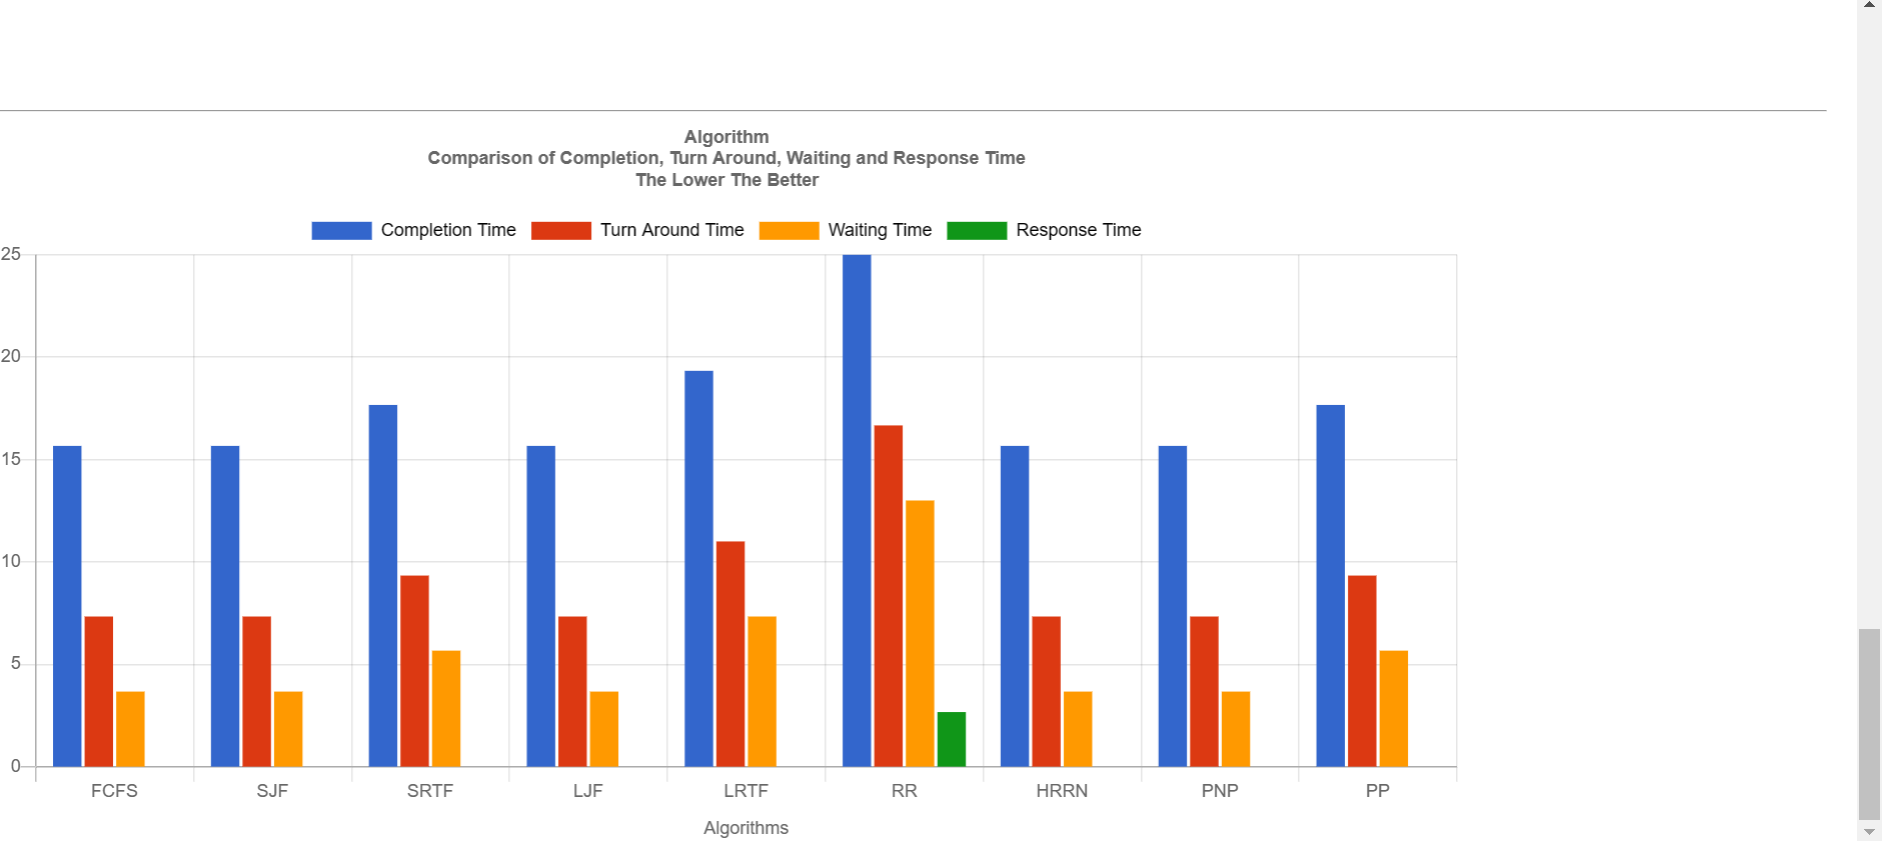 Algorithm
Comparison of Completion, Turn Around, Waiting and Response Time
The Lower The Better
Completion Time Turn Around Time Waiting Time Response Time
25
20
15
10
5
0
FCFS SJF SRTF LJF LRTF RR HRRN PNP PP
Algorithms